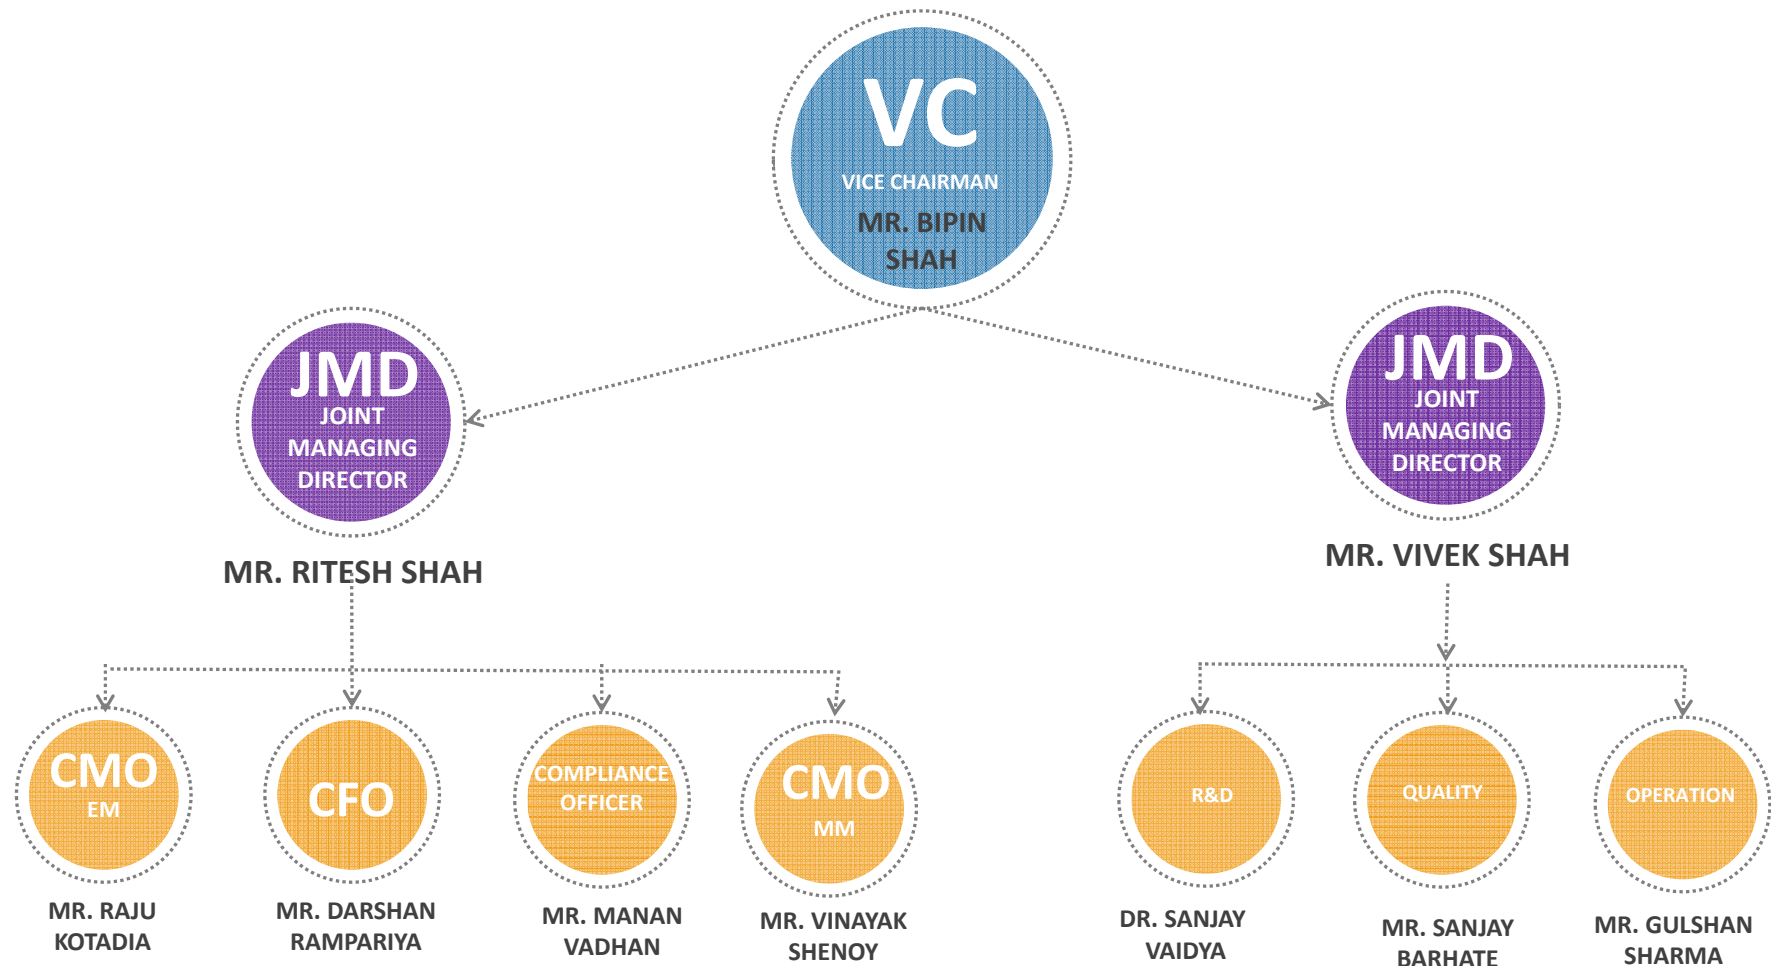 VC
VICE CHAIRMAN
MR. BIPIN
SHAH
JMD
JOINT
MANAGING
DIRECTOR
MR. RITESH SHAH
JMD
JOINT
MANAGING
DIRECTOR
MR. VIVEK SHAH
CMO
EM
MR. RAJU
KOTADIA
CFO
MR. DARSHAN
RAMPARIYA
COMPLIANCE
OFFICER
MR. MANAN
VADHAN
CMO
MM
MR. VINAYAK
SHENOY
R&D
DR. SANJAY
VAIDYA
QUALITY
MR. SANJAY
BARHATE
OPERATION
MR. GULSHAN
SHARMA